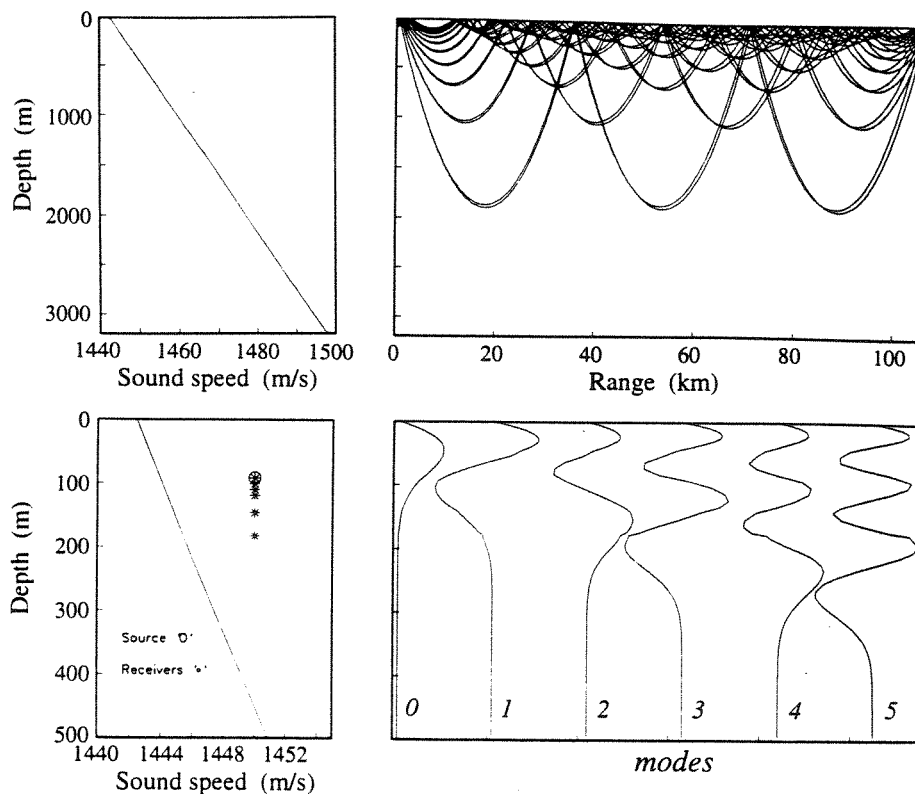 0
1000
2000
3000
Depth (m)
1440 1460 1480 1500
Sound speed (m/s)
0 20 40 60 80 100
Range (km)
0
100
200
300
400
500
Depth (m)
Source
Receivers
1440 1444 1448 1452
Sound speed (m/s)
0 1 2 3 4 5
modes